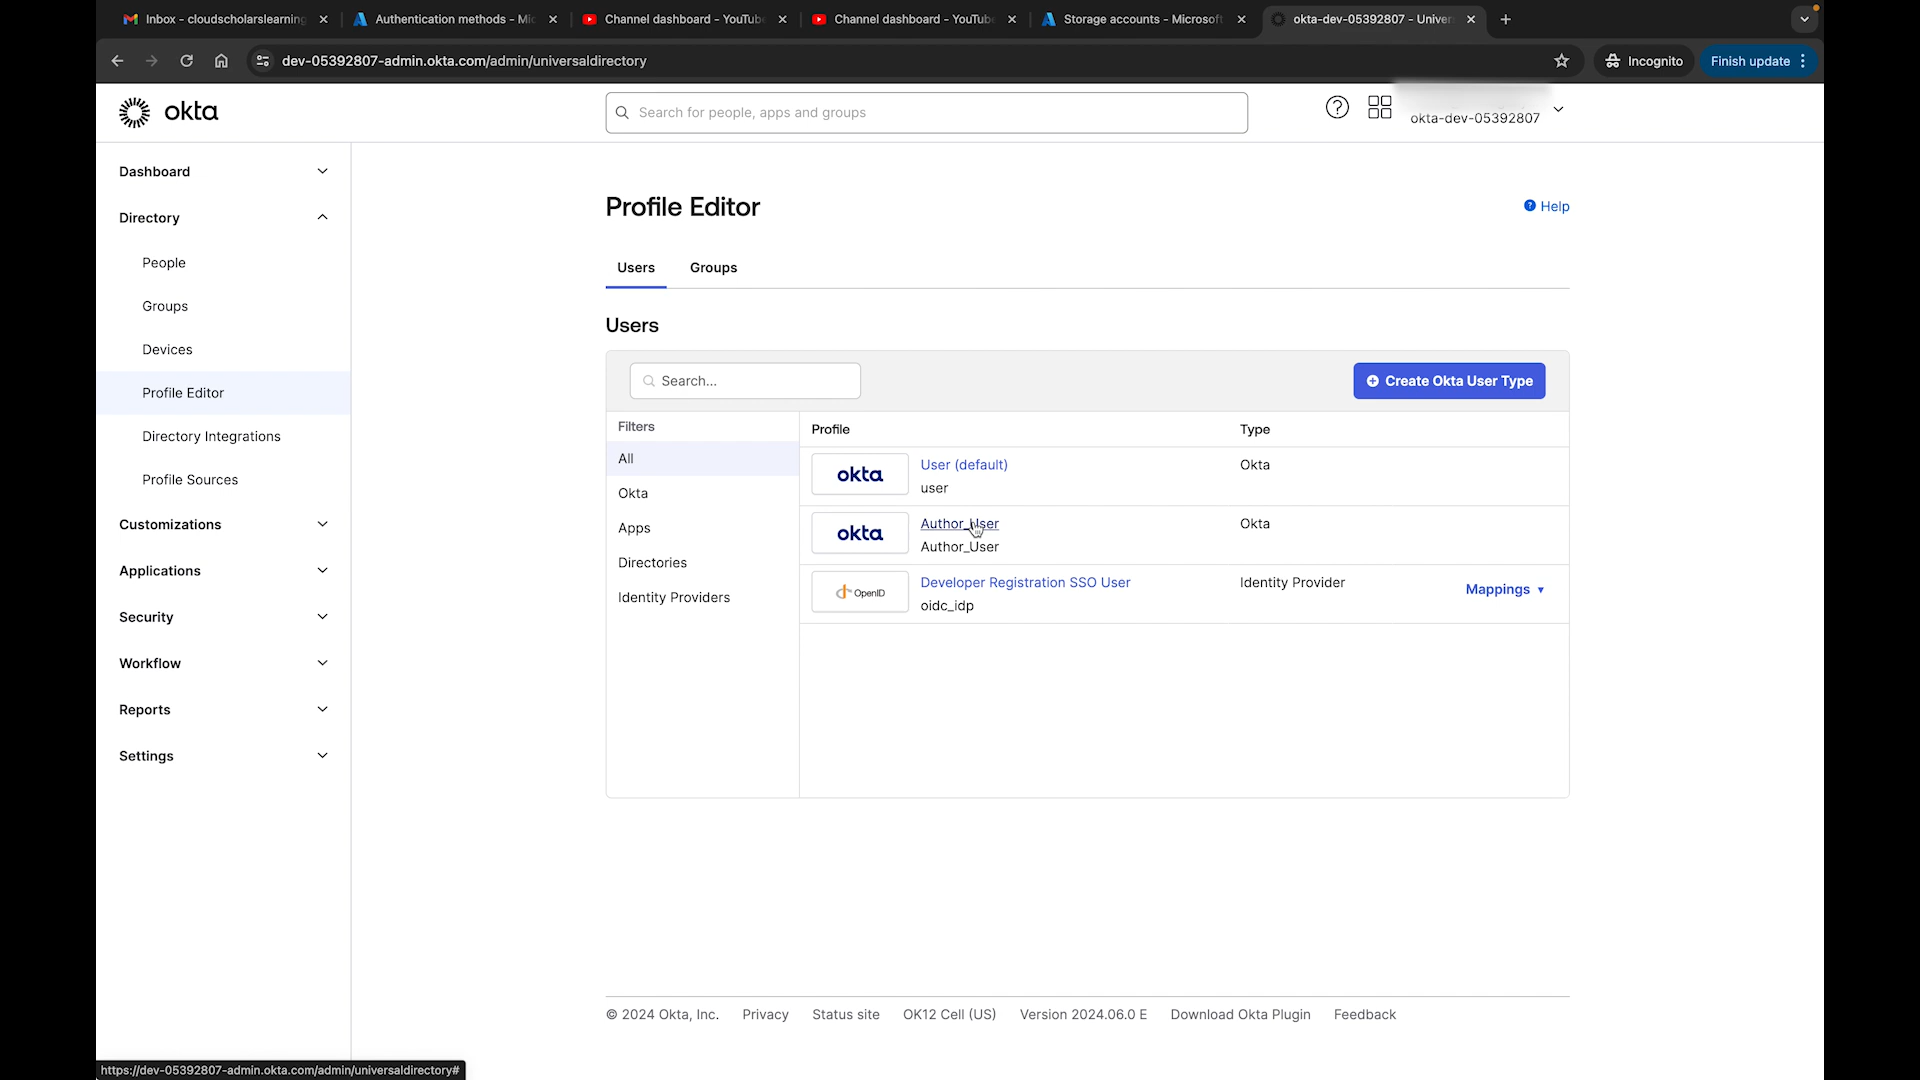 Inbox - cloudscholarslearning
Authentication methods - Mic
Channel dashboard - YouTube
Channel dashboard - YouTube
Storage accounts - Microsoft
okta-dev-05392807 - Univer
dev-05392807-admin.okta.com/admin/universaldirectory
Incognito
Finish update
okta
Search for people, apps and groups
okta-dev-05392807
Dashboard
Directory
People
Groups
Devices
Profile Editor
Directory Integrations
Profile Sources
Customizations
Applications
Security
Workflow
Reports
Settings
Profile Editor
Help
Users
Groups
Users
Search...
Create Okta User Type
Filters
All
Okta
Apps
Directories
Identity Providers
Profile
Type
okta
User (default)
user
Okta
okta
Author_User
Author_User
Okta
OpenID
Developer Registration SSO User
oidc_idp
Identity Provider
Mappings
© 2024 Okta, Inc.
Privacy
Status site
OK12 Cell (US)
Version 2024.06.0 E
Download Okta Plugin
Feedback
https://dev-05392807-admin.okta.com/admin/universaldirectory#